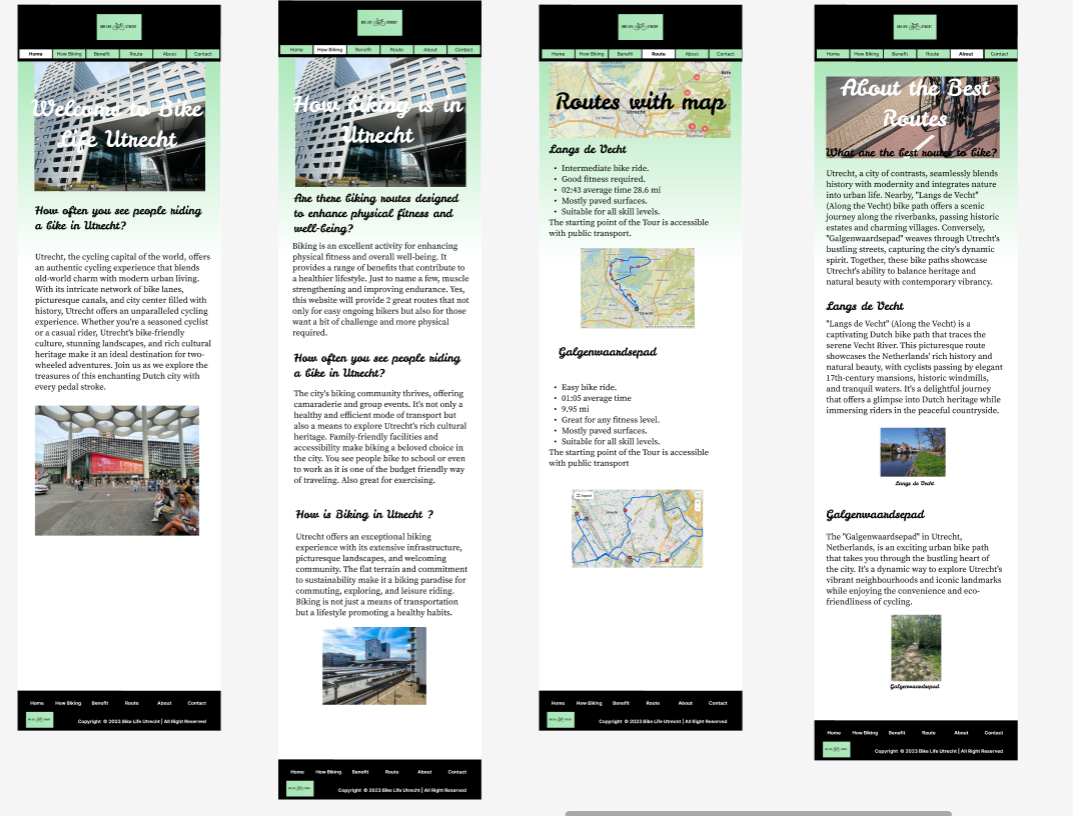 BIKE LIFE UTRECHT
Home How Biking Benefit Route About Contact
Welcome to Bike
Life Utrecht
How often you see people riding
a bike in Utrecht?
Utrecht, the cycling capital of the world, offers
an authentic cycling experience that blends
old-world charm with modern urban living.
With its intricate network of bike lanes,
picturesque canals, and city center filled with
history, Utrecht offers an unparalleled cycling
experience. Whether you're a seasoned cyclist
or a casual rider, Utrecht's bike-friendly
culture, stunning landscapes, and rich cultural
heritage make it an ideal destination for two-
wheeled adventures. Join us as we explore the
treasures of this enchanting Dutch city with
every pedal stroke.
Home How Biking Benefit Route About Contact
Copyright © 2023 Bike Life Utrecht | All Right Reserved
BIKE LIFE UTRECHT
Home How Biking Benefit Route About Contact
How Biking is in
Utrecht
Are there biking routes designed
to enhance physical fitness and
well-being?
Biking is an excellent activity for enhancing
physical fitness and overall well-being. It
provides a range of benefits that contribute to
a healthier lifestyle. Just to name a few, muscle
strengthening and improving endurance. Yes,
this website will provide 2 great routes that not
only for easy ongoing bikers but also for those
want a bit of challenge and more physical
required.
How often you see people riding
a bike in Utrecht?
The city's biking community thrives, offering
camaraderie and group events. It's not only a
healthy and efficient mode of transport but
also a means to explore Utrecht's rich cultural
heritage. Family-friendly facilities and
accessibility make biking a beloved choice in
the city. You see people bike to school or even
to work as it is one of the budget friendly way
of traveling. Also great for exercising.
How is Biking in Utrecht ?
Utrecht offers an exceptional biking
experience with its extensive infrastructure,
picturesque landscapes, and welcoming
community. The flat terrain and commitment
to sustainability make it a biking paradise for
commuting, exploring, and leisure riding.
Biking is not just a means of transportation
but a lifestyle promoting a healthy habits.
Home How Biking Benefit Route About Contact
Copyright © 2023 Bike Life Utrecht | All Right Reserved
BIKE LIFE UTRECHT
Home How Biking Benefit Route About Contact
Routes with map
Utrecht
Langs de Vecht
• Intermediate bike ride.
• Good fitness required.
• 02:43 average time 28.6 mi
• Mostly paved surfaces.
• Suitable for all skill levels.
The starting point of the Tour is accessible
with public transport.
Galgenwaardsepad
• Easy bike ride.
• 01:05 average time
• 9.95 mi
• Great for any fitness level.
• Mostly paved surfaces.
• Suitable for all skill levels.
The starting point of the Tour is accessible
with public transport
Home How Biking Benefit Route About Contact
Copyright © 2023 Bike Life Utrecht | All Right Reserved
BIKE LIFE UTRECHT
Home How Biking Benefit Route About Contact
About the Best
Routes
What are the best routes to bike?
Utrecht, a city of contrasts, seamlessly blends
history with modernity and integrates nature
into urban life. Nearby, "Langs de Vecht"
(Along the Vecht) bike path offers a scenic
journey along the riverbanks, passing historic
estates and charming villages. Conversely,
"Galgenwaardsepad" weaves through Utrecht's
bustling streets, capturing the city's dynamic
spirit. Together, these bike paths showcase
Utrecht's ability to balance heritage and
natural beauty with contemporary vibrancy.
Langs de Vecht
"Langs de Vecht" (Along the Vecht) is a
captivating Dutch bike path that traces the
serene Vecht River. This picturesque route
showcases the Netherlands' rich history and
natural beauty, with cyclists passing by elegant
17th-century mansions, historic windmills,
and tranquil waters. It's a delightful journey
that offers a glimpse into Dutch heritage while
immersing riders in the peaceful countryside.
Langs de Vecht
Galgenwaardsepad
The "Galgenwaardsepad" in Utrecht,
Netherlands, is an exciting urban bike path
that takes you through the bustling heart of
the city. It's a dynamic way to explore Utrecht's
vibrant neighbourhoods and iconic landmarks
while enjoying the convenience and eco-
friendliness of cycling.
Galgenwaardsepad
Home How Biking Benefit Route About Contact
Copyright © 2023 Bike Life Utrecht | All Right Reserved